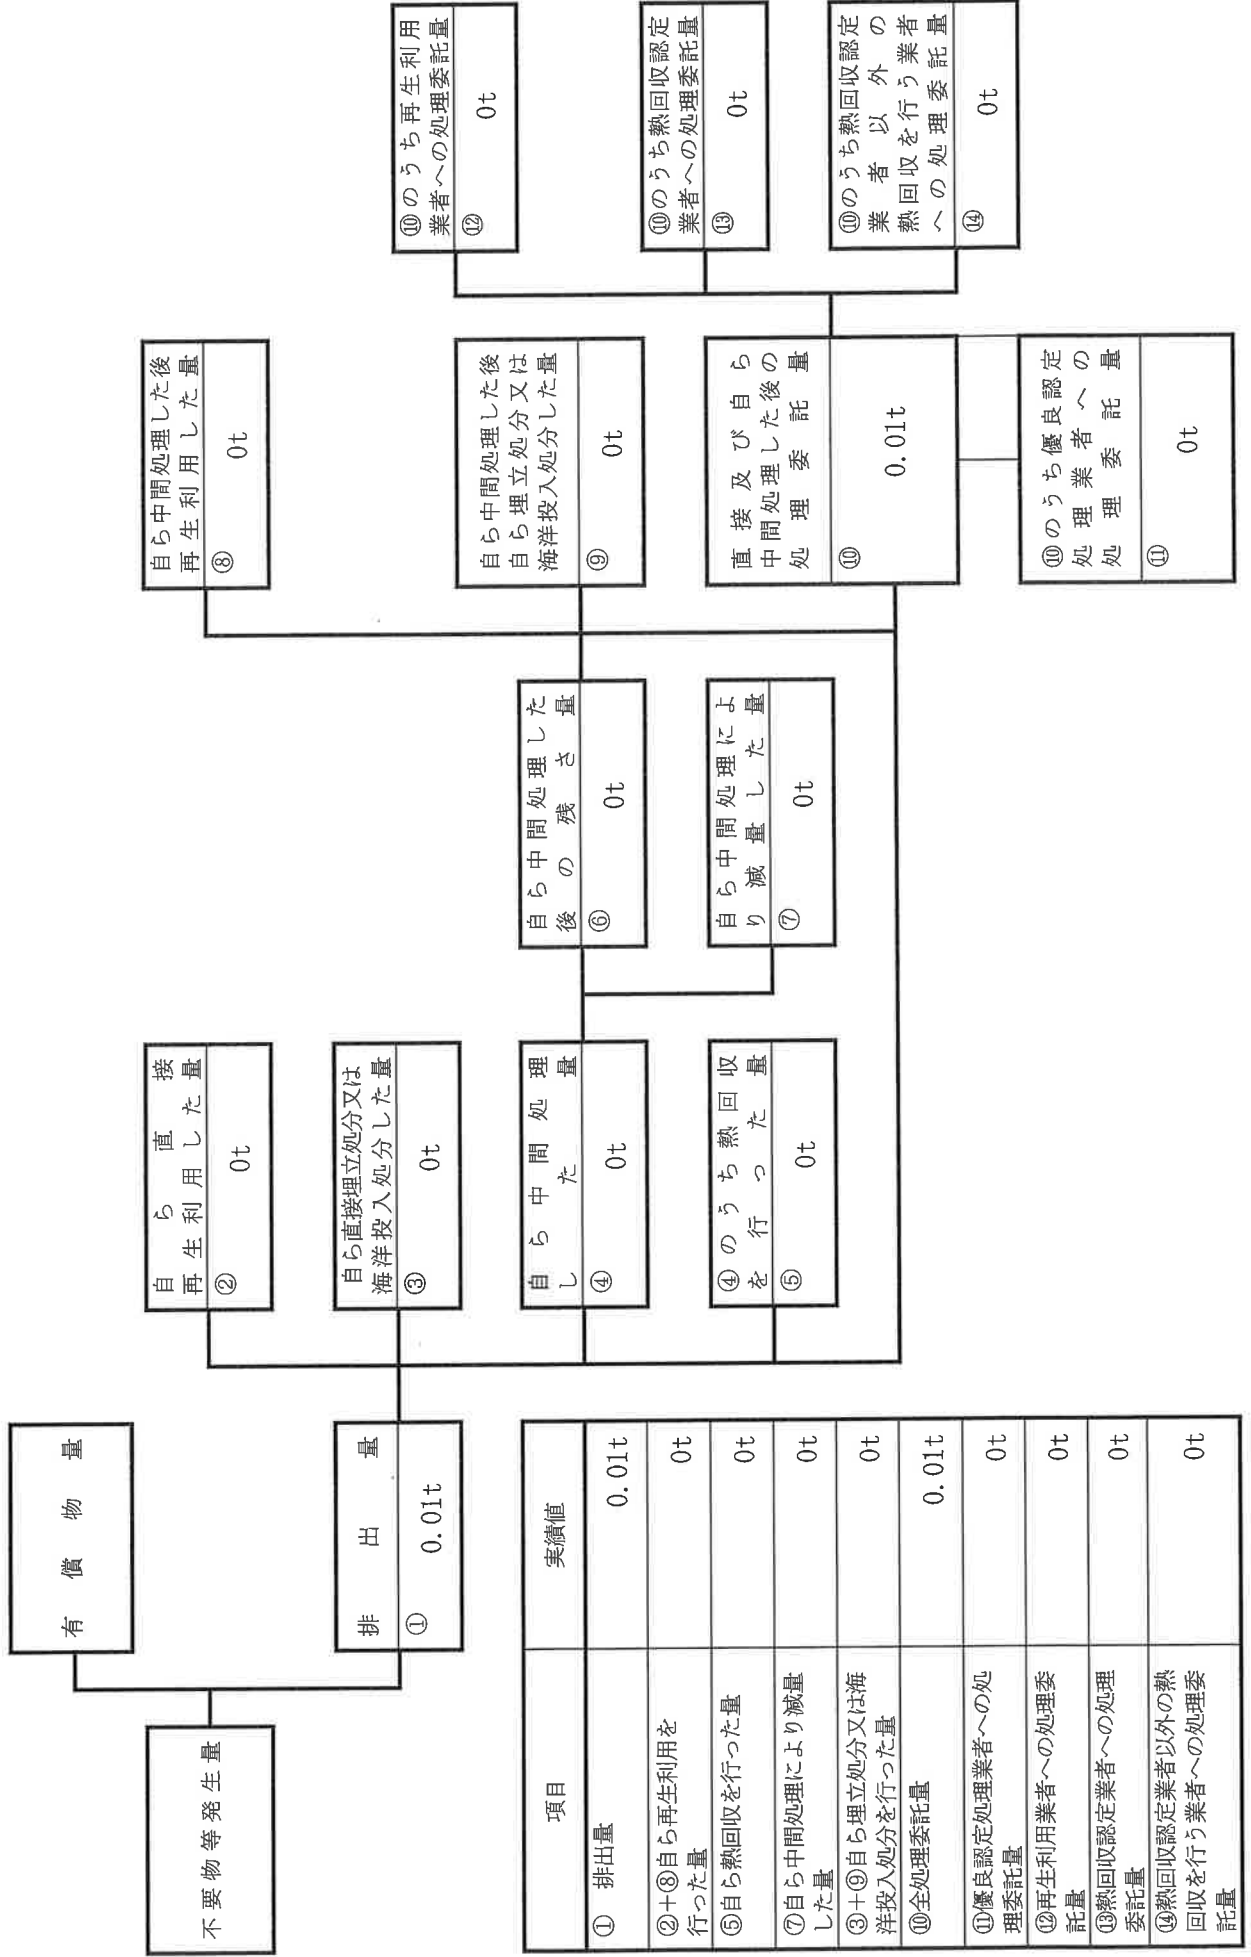 不要物等発生量
有償物量
排出量
①
0.01t
自ら直接
再生利用した量
②
0t
自ら直接埋立処分又は
海洋投入処分した量
③
0t
自ら中間処理
した量
④
0t
④のうち熱回収
を行った量
⑤
0t
自ら中間処理した
後の残さ量
⑥
0t
自ら中間処理によ
り減量した量
⑦
0t
自ら中間処理した後
再生利用した量
⑧
0t
自ら中間処理した後
自ら埋立処分又は
海洋投入処分した量
⑨
0t
直接及び自ら
中間処理した後の
処理委託量
⑩
0.01t
⑩のうち優良認定
処理業者への
処理委託量
⑪
0t
⑩のうち再生利用
業者への処理委託量
⑫
0t
⑩のうち熱回収認定
業者への処理委託量
⑬
0t
⑩のうち熱回収認定
業者以外の
熱回収を行う業者
への処理委託量
⑭
0t
項目 実績値
① 排出量 0.01t
②+⑧自ら再生利用を
行った量 0t
⑤自ら熱回収を行った量 0t
⑦自ら中間処理により減量
した量 0t
③+⑨自ら埋立処分又は海
洋投入処分を行った量 0t
⑩全処理委託量 0.01t
⑪優良認定処理業者への処
理委託量 0t
⑫再生利用業者への処理委
託量 0t
⑬熱回収認定業者への処理
委託量 0t
⑭熱回収認定業者以外の熱
回収を行う業者への処理委
託量 0t